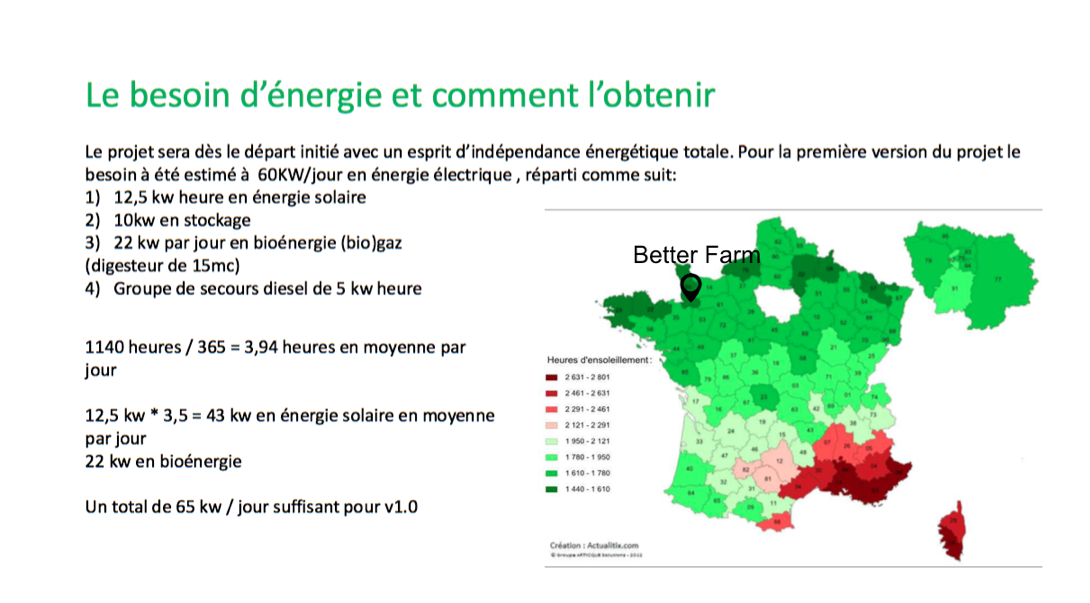 Le besoin d’énergie et comment l’obtenir
Le projet sera dès le départ initié avec un esprit d’indépendance énergétique totale. Pour la première version du projet le
besoin à été estimé à 60KW/jour en énergie électrique , réparti comme suit:
1) 12,5 kw heure en énergie solaire
2) 10kw en stockage
3) 22 kw par jour en bioénergie (bio)gaz
(digesteur de 15mc)
4) Groupe de secours diesel de 5 kw heure
1140 heures / 365 = 3,94 heures en moyenne par
jour
12,5 kw * 3,5 = 43 kw en énergie solaire en moyenne
par jour
22 kw en bioénergie
Un total de 65 kw / jour suffisant pour v1.0
Better Farm
Heures d'ensoleillement :
2 631 - 2 801
2 461 - 2 631
2 291 - 2 461
2 121 - 2 291
1 950 - 2 121
1 780 - 1 950
1 610 - 1 780
1 440 - 1 610
Création : Actualitix.com